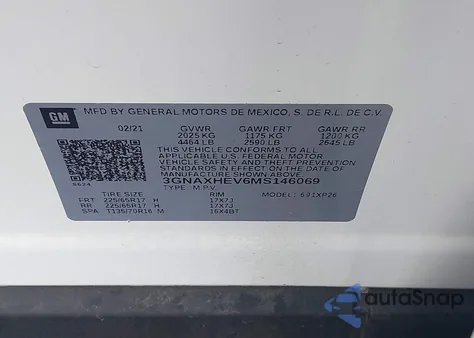 GM
MFD BY GENERAL MOTORS DE MEXICO, S. DE R.L. DE C.V.
02/21 GVWR GAWR FRT GAWR RR
2025 KG 1175 KG 1200 KG
4464 LB 2590 LB 2645 LB
THIS VEHICLE CONFORMS TO ALL
APPLICABLE U.S. FEDERAL MOTOR
VEHICLE SAFETY AND THEFT PREVENTION
STANDARDS IN EFFECT ON THE DATE OF
MANUFACTURE SHOWN ABOVE.
3GNAXHEV6MS146069
8624 TYPE: M.P.V. MODEL: 691XP26
TIRE SIZE RIM
FRT 225/65R17 H 17X7J
RR 225/65R17 H 17X7J
SPA T135/70R16 M 16X4BT
autoSnap